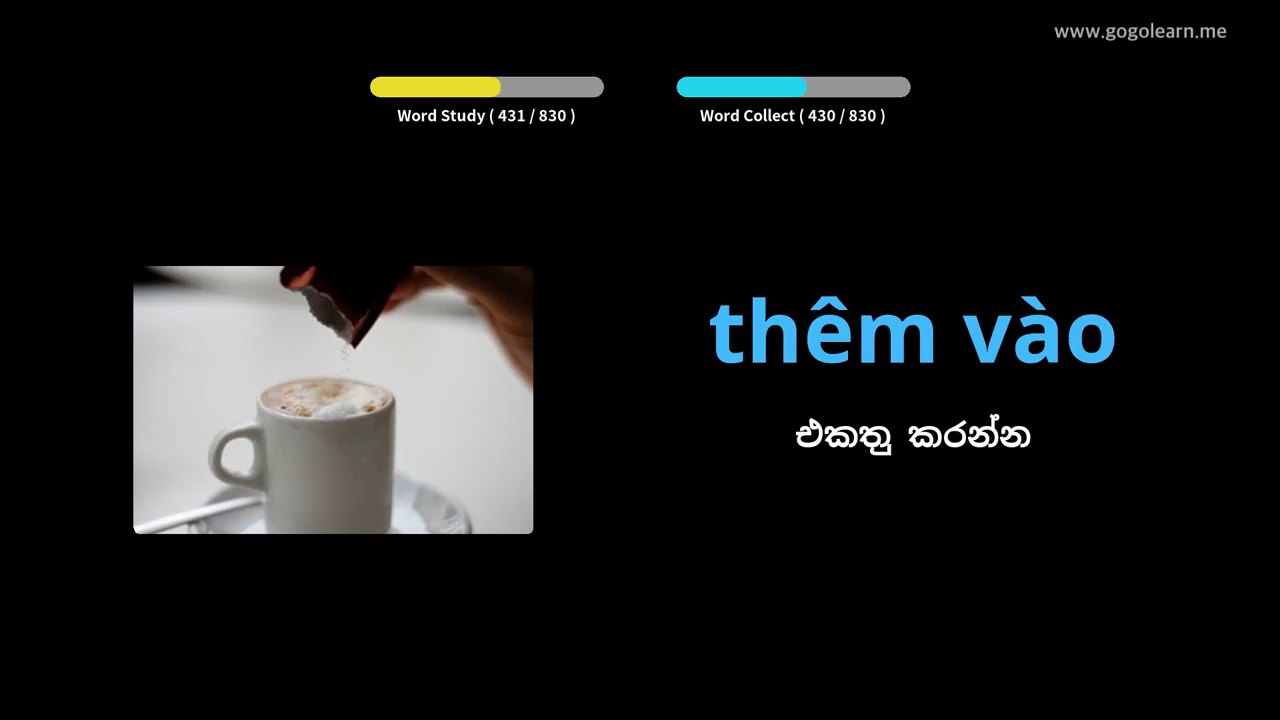 www.gogolearn.me
Word Study ( 431 / 830 )
Word Collect ( 430 / 830 )
thêm vào
එකතු කරන්න